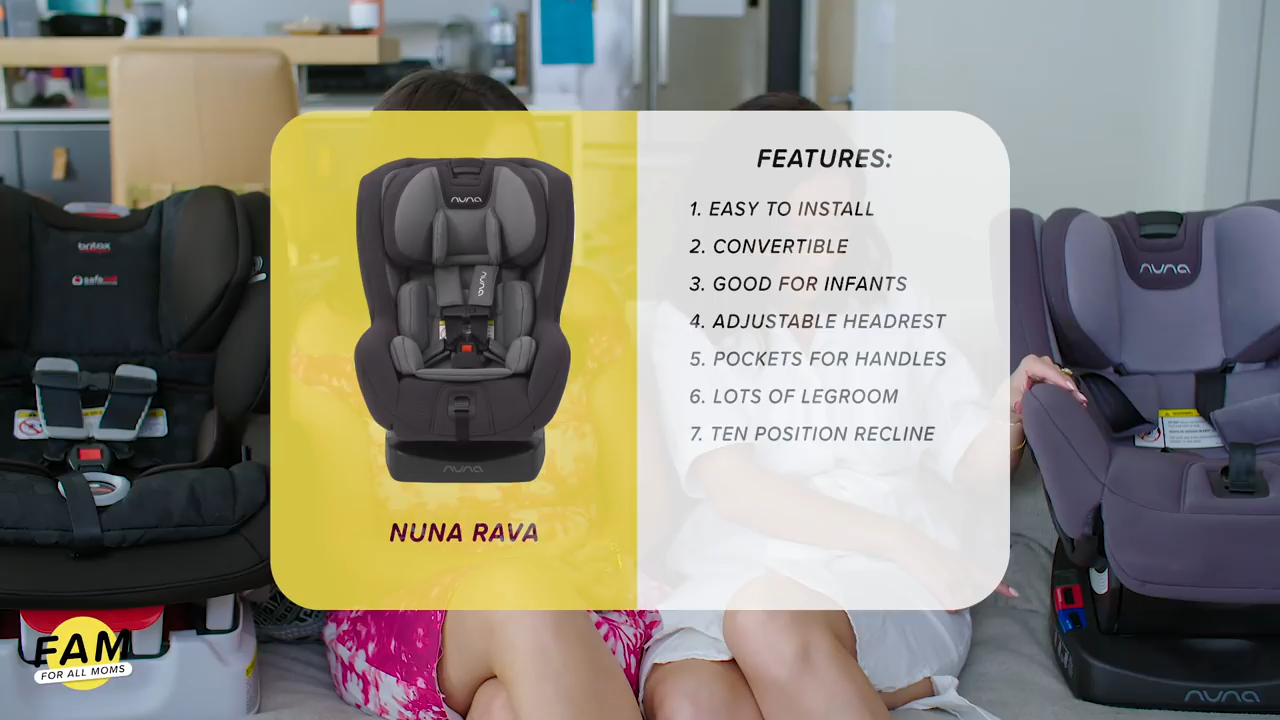 FEATURES:
1. EASY TO INSTALL
2. CONVERTIBLE
3. GOOD FOR INFANTS
4. ADJUSTABLE HEADREST
5. POCKETS FOR HANDLES
6. LOTS OF LEGROOM
7. TEN POSITION RECLINE
nuna
nuna
nuna
NUNA RAVA
britax
safecell
nuna
nuna
FAM
FOR ALL MOMS